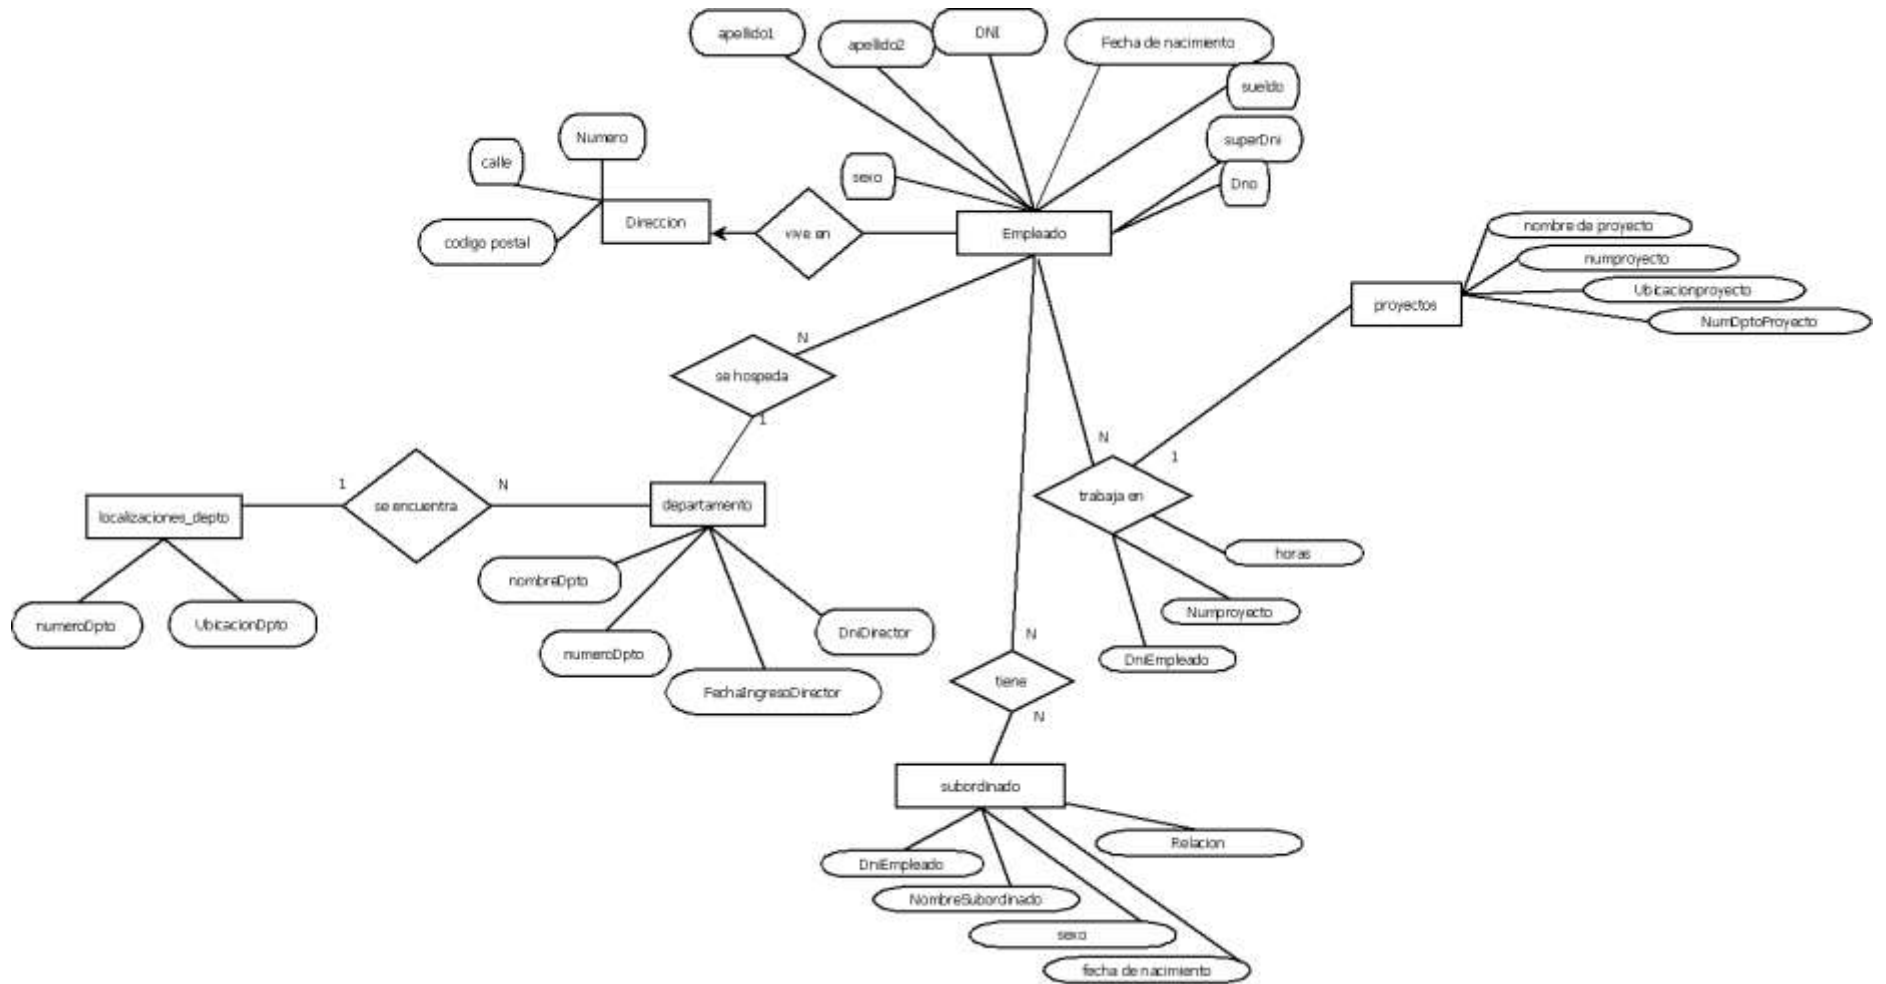 apellido1
apellido2
DNI
Fecha de nacimiento
sueldo
superDni
Dno
sexo
Numero
calle
codigo postal
Direccion
vive en
Empleado
nombre de proyecto
numproyecto
Ubicacionproyecto
NumDptoProyecto
proyectos
N
se hospeda
1
N
1
trabaja en
horas
Numproyecto
DniEmpleado
1
se encuentra
N
localizaciones_depto
departamento
numeroDpto
UbicacionDpto
nombreDpto
numeroDpto
FechaIngresoDirector
DniDirector
N
tiene
N
subordinado
Relacion
DniEmpleado
NombreSubordinado
sexo
fecha de nacimiento